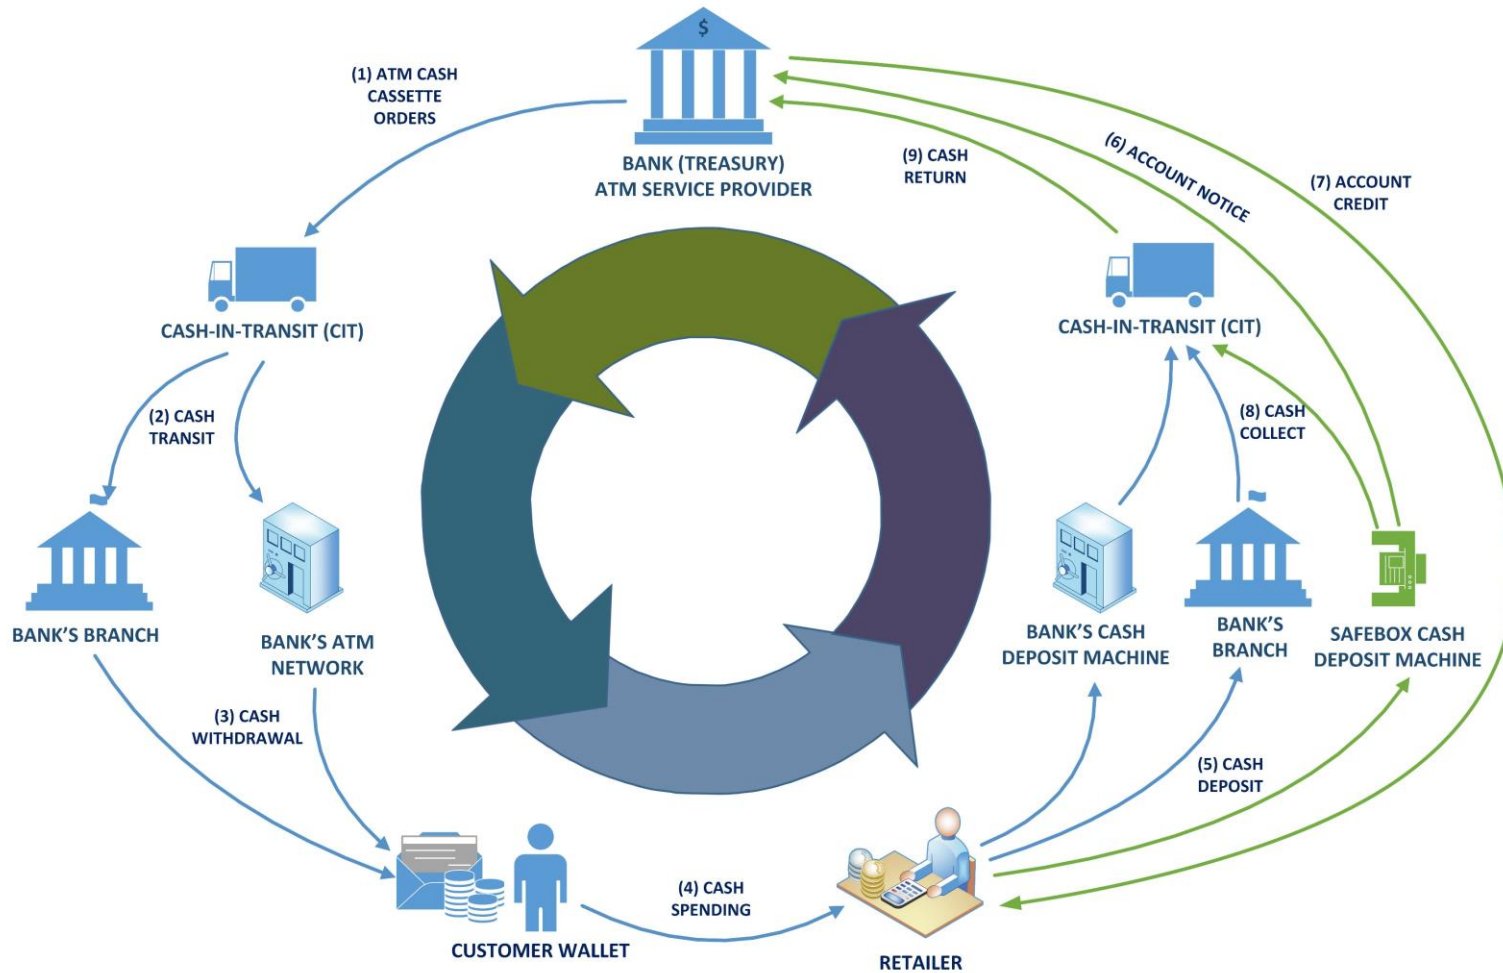 $
BANK (TREASURY)
ATM SERVICE PROVIDER
(1) ATM CASH
CASSETTE
ORDERS
CASH-IN-TRANSIT (CIT)
(2) CASH
TRANSIT
BANK'S BRANCH
BANK'S ATM
NETWORK
(3) CASH
WITHDRAWAL
CUSTOMER WALLET
(4) CASH
SPENDING
RETAILER
(5) CASH
DEPOSIT
BANK'S CASH
DEPOSIT MACHINE
BANK'S
BRANCH
SAFEBOX CASH
DEPOSIT MACHINE
(6) ACCOUNT NOTICE
(7) ACCOUNT
CREDIT
(8) CASH
COLLECT
CASH-IN-TRANSIT (CIT)
(9) CASH
RETURN